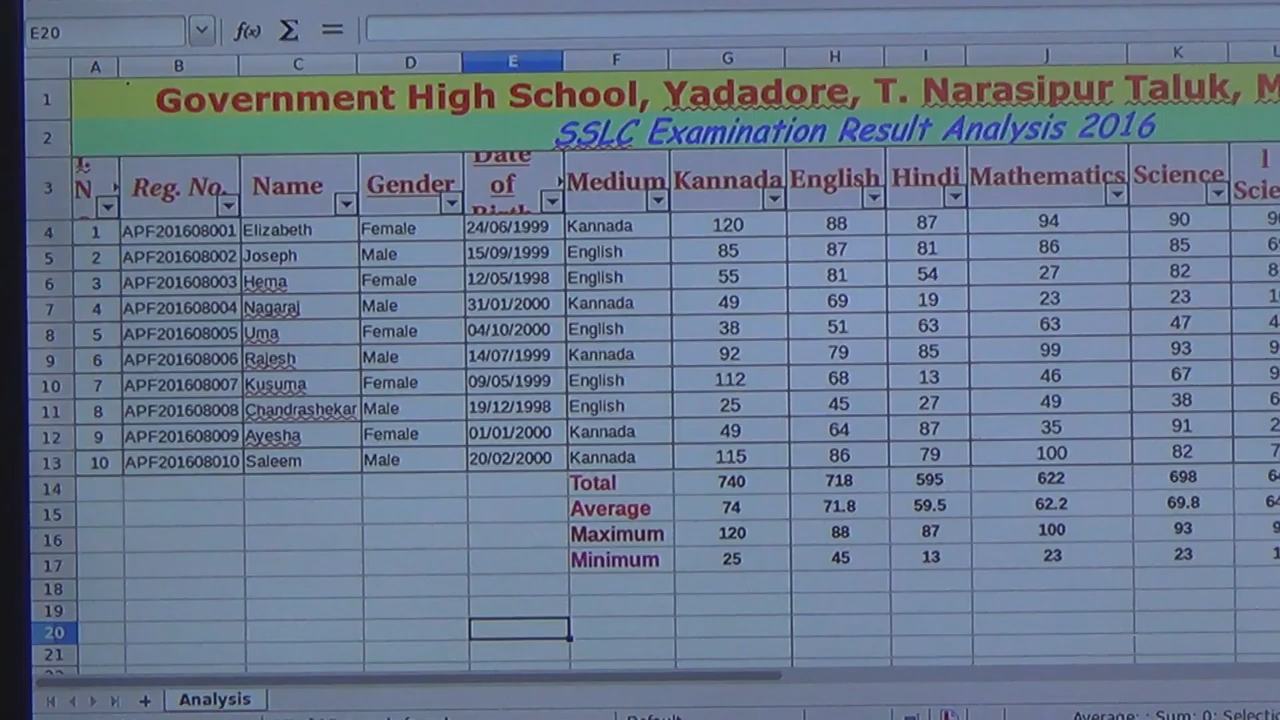 E20 f(x) Σ =
A B C D E F G H I J K
1 Government High School, Yadadore, T. Narasipur Taluk, M
2 SSLC Examination Result Analysis 2016
3 Reg. No. Name Gender Date of Birth Medium Kannada English Hindi Mathematics Science
4 1 APF201608001 Elizabeth Female 24/06/1999 Kannada 120 88 87 94 90
5 2 APF201608002 Joseph Male 15/09/1999 English 85 87 81 86 85
6 3 APF201608003 Hema Female 12/05/1998 English 55 81 54 27 82
7 4 APF201608004 Nagaraj Male 31/01/2000 Kannada 49 69 19 23 23
8 5 APF201608005 Uma Female 04/10/2000 English 38 51 63 63 47
9 6 APF201608006 Rajesh Male 14/07/1999 Kannada 92 79 85 99 93
10 7 APF201608007 Kusuma Female 09/05/1999 English 112 68 13 46 67
11 8 APF201608008 Chandrashekar Male 19/12/1998 English 25 45 27 49 38
12 9 APF201608009 Ayesha Female 01/01/2000 Kannada 49 64 87 35 91
13 10 APF201608010 Saleem Male 20/02/2000 Kannada 115 86 79 100 82
14 Total 740 718 595 622 698
15 Average 74 71.8 59.5 62.2 69.8
16 Maximum 120 88 87 100 93
17 Minimum 25 45 13 23 23
18
19
20
21
Analysis
Average: ; Sum: 0; Selecti